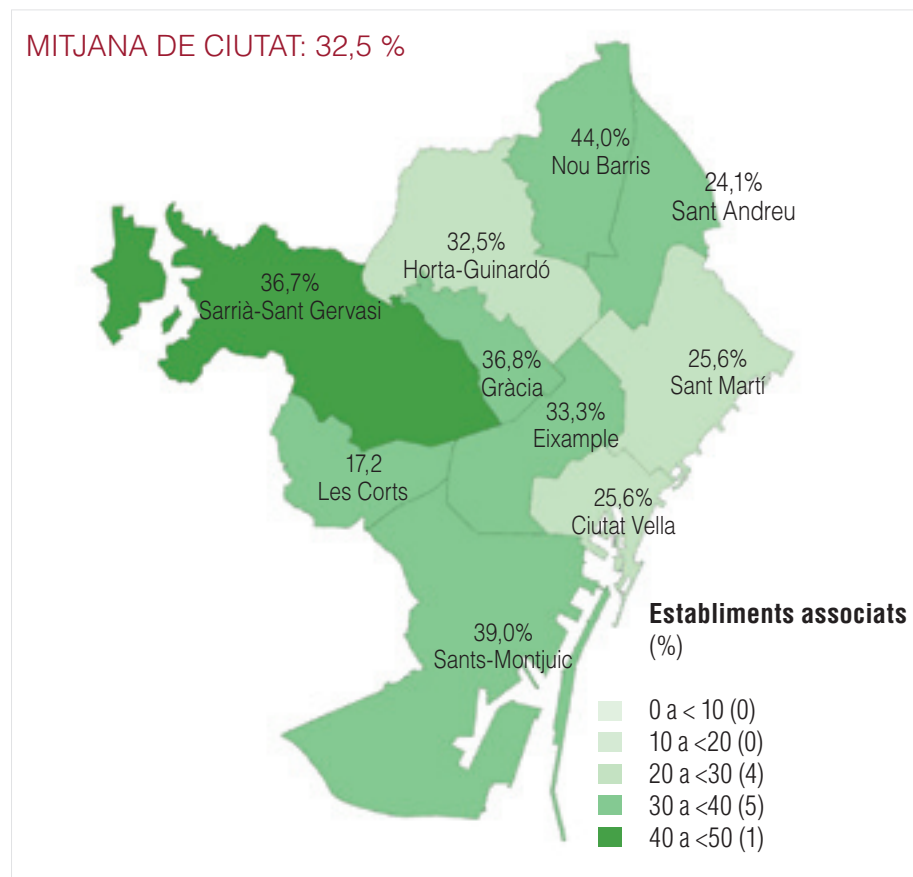 MITJANA DE CIUTAT: 32,5 %
44,0%
Nou Barris
24,1%
Sant Andreu
32,5%
Horta-Guinardó
36,7%
Sarrià-Sant Gervasi
36,8%
Gràcia
25,6%
Sant Martí
33,3%
Eixample
17,2
Les Corts
25,6%
Ciutat Vella
39,0%
Sants-Montjuic
Establiments associats
(%)
0 a < 10 (0)
10 a <20 (0)
20 a <30 (4)
30 a <40 (5)
40 a <50 (1)